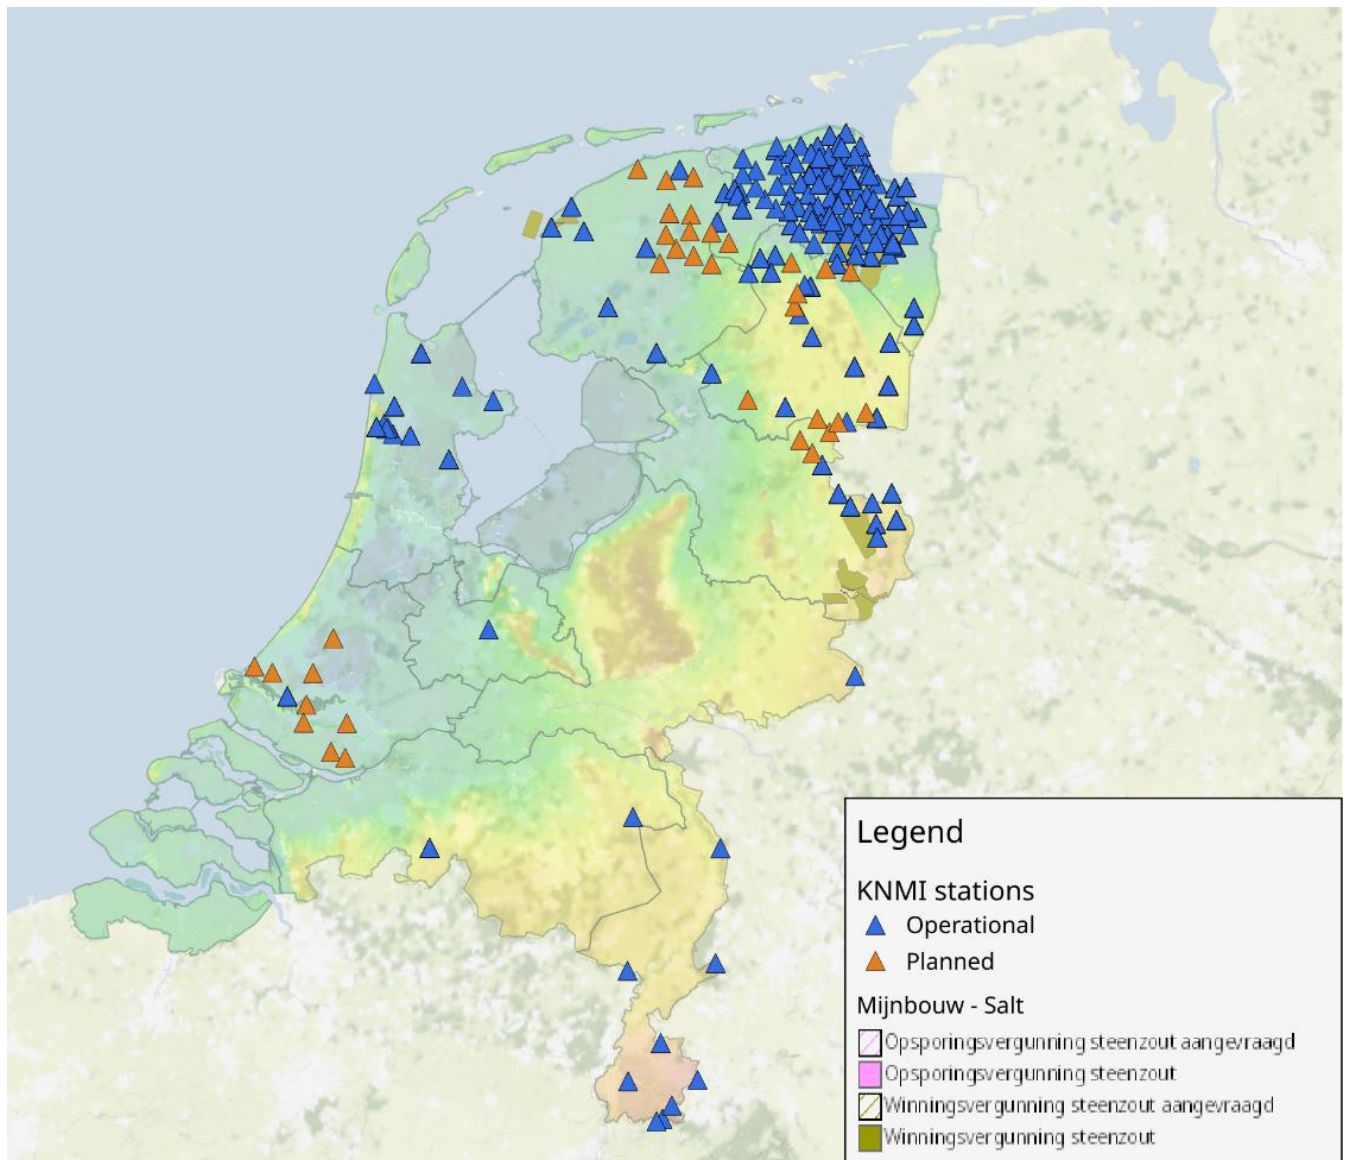 Legend
KNMI stations
Operational
Planned
Mijnbouw - Salt
Opsporingsvergunning steenzout aangevraagd
Opsporingsvergunning steenzout
Winningsvergunning steenzout aangevraagd
Winningsvergunning steenzout